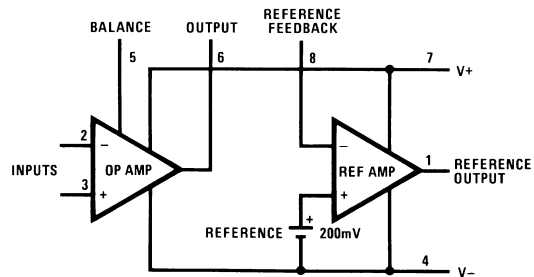 BALANCE
OUTPUT
REFERENCE
FEEDBACK
5
6
8
7
V+
2
−
OP AMP
INPUTS
3
+
−
REF AMP
1
REFERENCE
OUTPUT
+
REFERENCE
+
200mV
4
V−